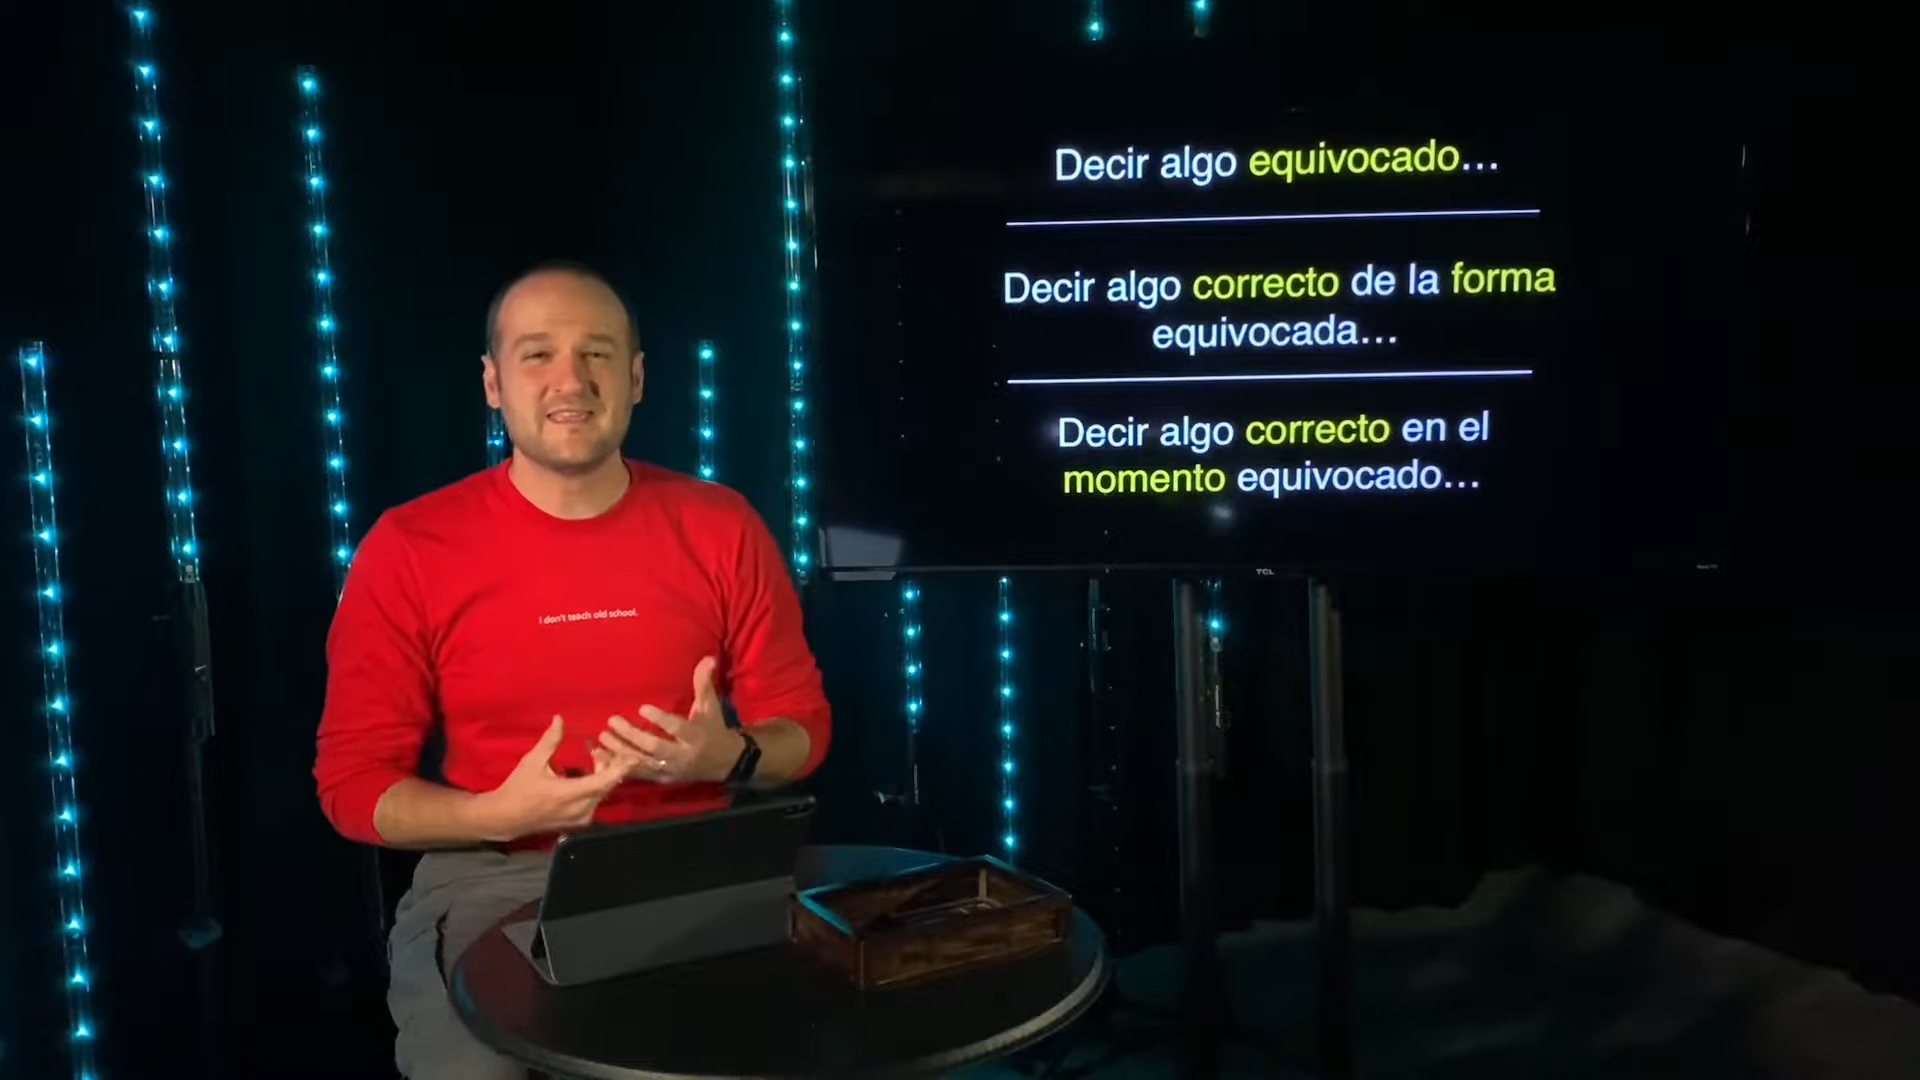 Decir algo equivocado...
Decir algo correcto de la forma
equivocada...
Decir algo correcto en el
momento equivocado...
I don't teach old school.
TCL